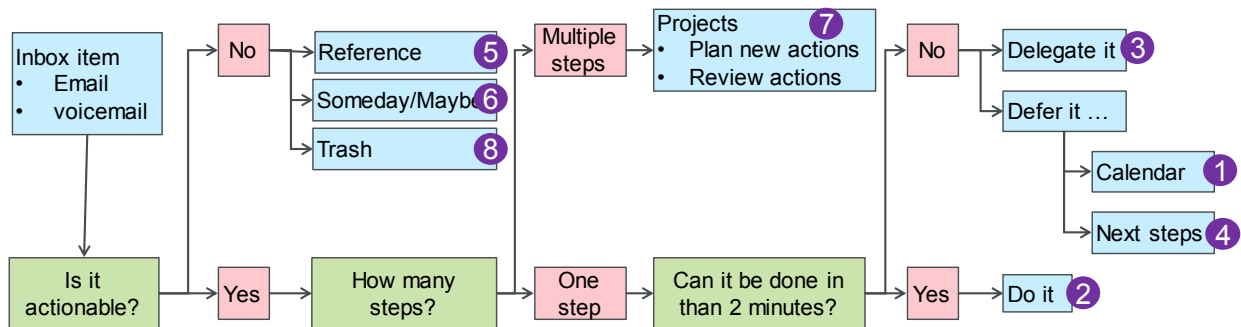 Inbox item
• Email
• voicemail
Is it
actionable?
No
Yes
Reference
5
Someday/Maybe
6
Trash
8
How many
steps?
Multiple
steps
One
step
Projects
7
• Plan new actions
• Review actions
Can it be done in
than 2 minutes?
No
Yes
Delegate it
3
Defer it …
Calendar
1
Next steps
4
Do it
2